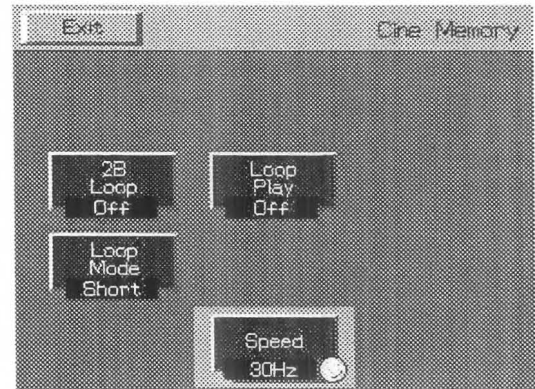 Exit
Cine Memory
2B
Loop
Off
Loop
Play
Off
Loop
Mode
Short
Speed
30Hz